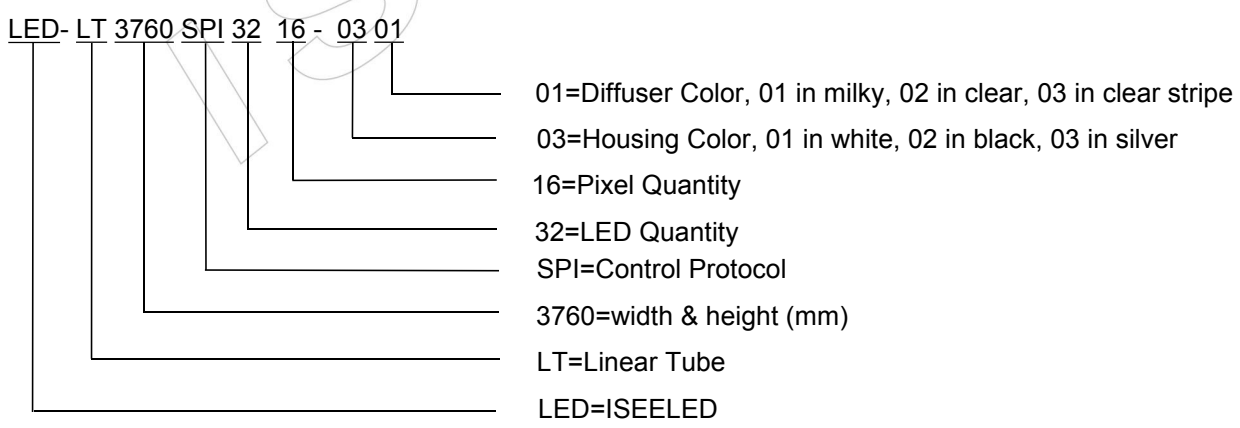 LED- LT 3760 SPI 32 16 - 03 01
01=Diffuser Color, 01 in milky, 02 in clear, 03 in clear stripe
03=Housing Color, 01 in white, 02 in black, 03 in silver
16=Pixel Quantity
32=LED Quantity
SPI=Control Protocol
3760=width & height (mm)
LT=Linear Tube
LED=ISEELED